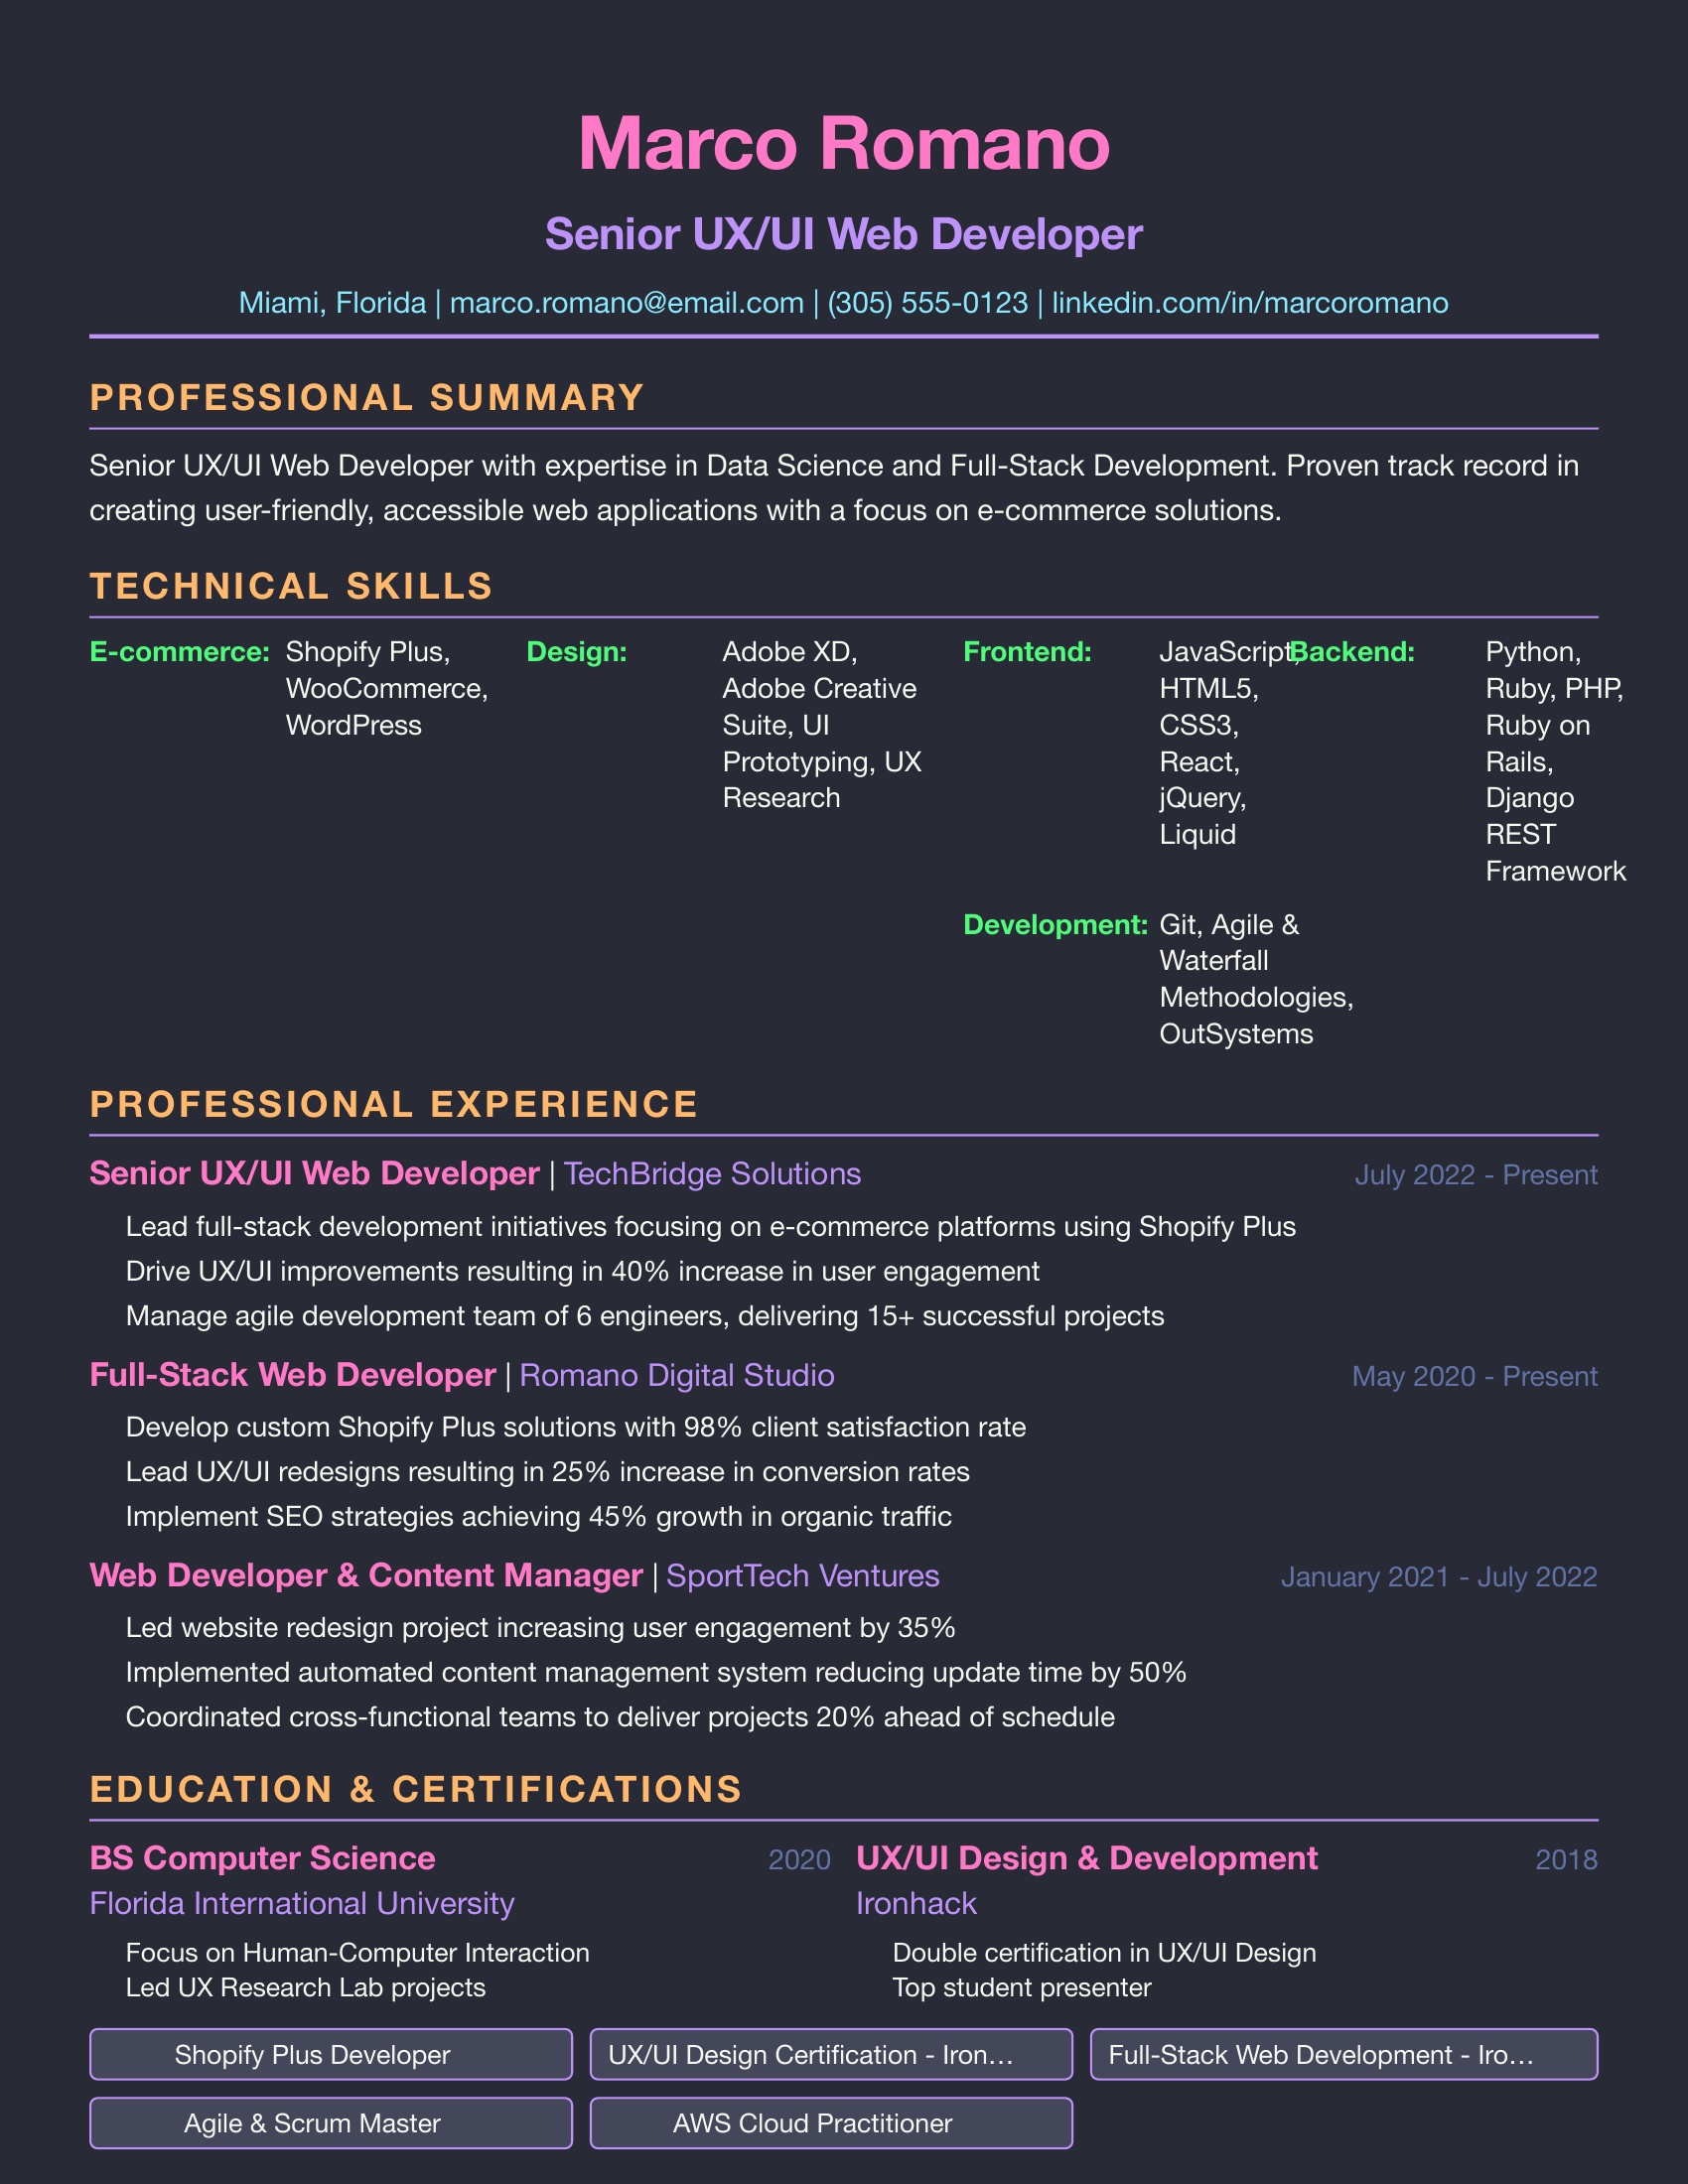 Marco Romano
Senior UX/UI Web Developer
Miami, Florida | marco.romano@email.com | (305) 555-0123 | linkedin.com/in/marcoromano
PROFESSIONAL SUMMARY
Senior UX/UI Web Developer with expertise in Data Science and Full-Stack Development. Proven track record in
creating user-friendly, accessible web applications with a focus on e-commerce solutions.
TECHNICAL SKILLS
E-commerce:
Shopify Plus,
WooCommerce,
WordPress
Design:
Adobe XD,
Adobe Creative
Suite, UI
Prototyping, UX
Research
Frontend:
JavaScript,
HTML5,
CSS3,
React,
jQuery,
Liquid
Backend:
Python,
Ruby, PHP,
Ruby on
Rails,
Django
REST
Framework
Development:
Git, Agile &
Waterfall
Methodologies,
OutSystems
PROFESSIONAL EXPERIENCE
Senior UX/UI Web Developer | TechBridge Solutions July 2022 - Present
Lead full-stack development initiatives focusing on e-commerce platforms using Shopify Plus
Drive UX/UI improvements resulting in 40% increase in user engagement
Manage agile development team of 6 engineers, delivering 15+ successful projects
Full-Stack Web Developer | Romano Digital Studio May 2020 - Present
Develop custom Shopify Plus solutions with 98% client satisfaction rate
Lead UX/UI redesigns resulting in 25% increase in conversion rates
Implement SEO strategies achieving 45% growth in organic traffic
Web Developer & Content Manager | SportTech Ventures January 2021 - July 2022
Led website redesign project increasing user engagement by 35%
Implemented automated content management system reducing update time by 50%
Coordinated cross-functional teams to deliver projects 20% ahead of schedule
EDUCATION & CERTIFICATIONS
BS Computer Science 2020
Florida International University
Focus on Human-Computer Interaction
Led UX Research Lab projects
UX/UI Design & Development 2018
Ironhack
Double certification in UX/UI Design
Top student presenter
Shopify Plus Developer
UX/UI Design Certification - Iron…
Full-Stack Web Development - Iro…
Agile & Scrum Master
AWS Cloud Practitioner